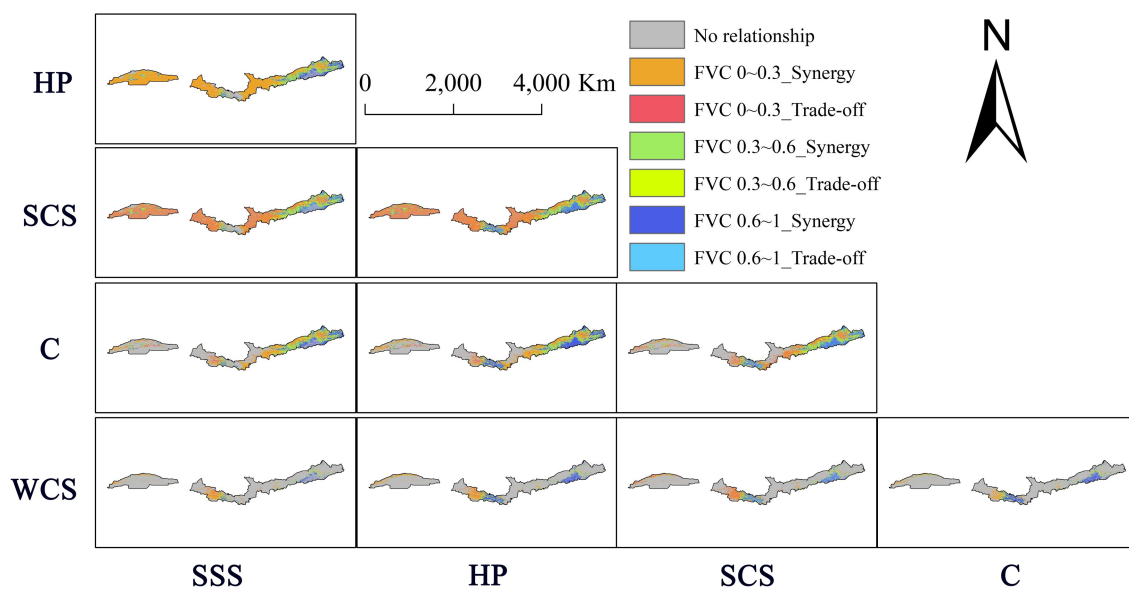 No relationship
N
HP
0 2,000 4,000 Km
FVC 0~0.3_Synergy
FVC 0~0.3_Trade-off
FVC 0.3~0.6_Synergy
FVC 0.3~0.6_Trade-off
FVC 0.6~1_Synergy
FVC 0.6~1_Trade-off
SCS
C
WCS
SSS HP SCS C